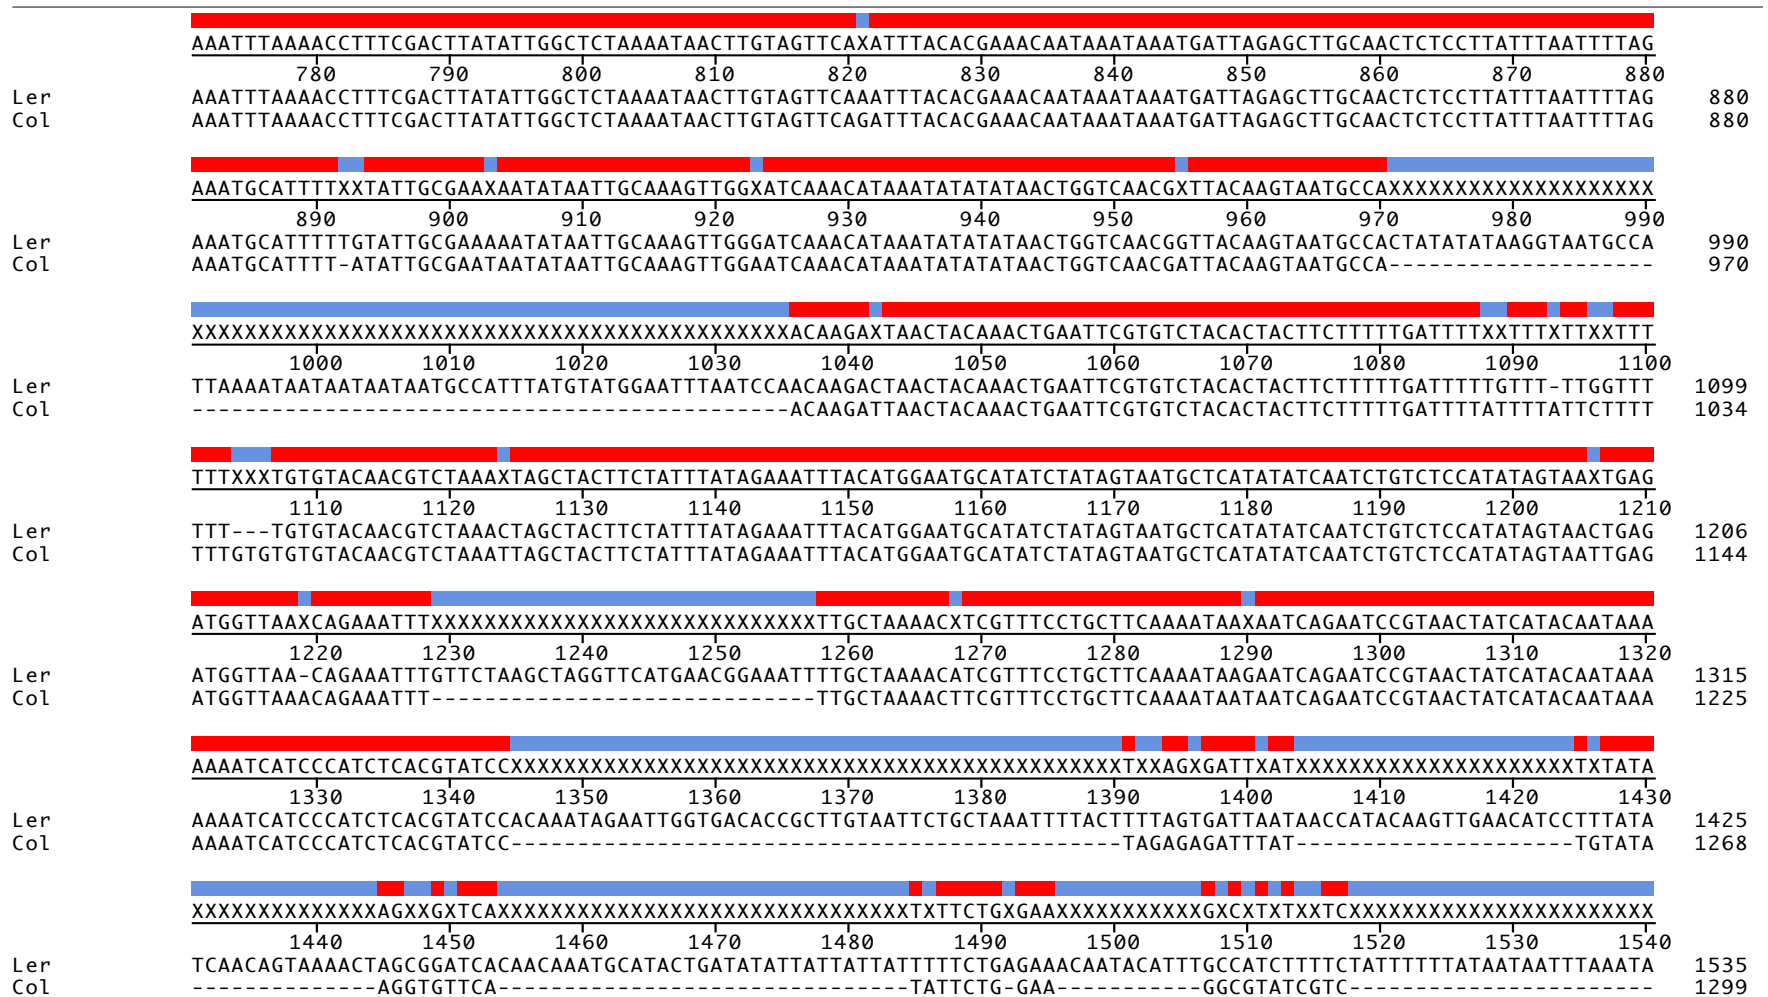 AAATTTAAAACCTTTCGACTTATATTGGCTCTAAAATAACTTGTAGTTCAXATTTACACGAAACAATAAATAAATGATTAGAGCTTGCAACTCTCCTTATTTAATTTTAG
780 790 800 810 820 830 840 850 860 870 880
Ler AAATTTAAAACCTTTCGACTTATATTGGCTCTAAAATAACTTGTAGTTCAAATTTACACGAAACAATAAATAAATGATTAGAGCTTGCAACTCTCCTTATTTAATTTTAG 880
Col AAATTTAAAACCTTTCGACTTATATTGGCTCTAAAATAACTTGTAGTTCAGATTTACACGAAACAATAAATAAATGATTAGAGCTTGCAACTCTCCTTATTTAATTTTAG 880
AAATGCATTTTXXTATTGCGAAXAATATAATTGCAAAGTTGGXATCAAACATAAATATATATAACTGGTCAACGXTTACAAGTAATGCCAXXXXXXXXXXXXXXXXXXXX
890 900 910 920 930 940 950 960 970 980 990
Ler AAATGCATTTTTGTATTGCGAAAAATATAATTGCAAAGTTGGGATCAAACATAAATATATATAACTGGTCAACGGTTACAAGTAATGCCACTATATATAAGGTAATGCCA 990
Col AAATGCATTTT-ATATTGCGAATAATATAATTGCAAAGTTGGAATCAAACATAAATATATATAACTGGTCAACGATTACAAGTAATGCCA-------------------- 970
XXXXXXXXXXXXXXXXXXXXXXXXXXXXXXXXXXXXXXXXXXXXXACAAGAXTAACTACAAACTGAATTCGTGTCTACACTACTTCTTTTTGATTTTXXTTTXTTXXTTT
1000 1010 1020 1030 1040 1050 1060 1070 1080 1090 1100
Ler TTAAAATAATAATAATAATGCCATTTATGTATGGAATTTAATCCAACAAGACTAACTACAAACTGAATTCGTGTCTACACTACTTCTTTTTGATTTTTGTTT-TTGGTTT 1099
Col ---------------------------------------------ACAAGATTAACTACAAACTGAATTCGTGTCTACACTACTTCTTTTTGATTTTATTTTATTCTTTT 1034
TTTXXXTGTGTACAACGTCTAAAXTAGCTACTTCTATTTATAGAAATTTACATGGAATGCATATCTATAGTAATGCTCATATATCAATCTGTCTCCATATAGTAAXTGAG
1110 1120 1130 1140 1150 1160 1170 1180 1190 1200 1210
Ler TTT---TGTGTACAACGTCTAAACTAGCTACTTCTATTTATAGAAATTTACATGGAATGCATATCTATAGTAATGCTCATATATCAATCTGTCTCCATATAGTAACTGAG 1206
Col TTTGTGTGTGTACAACGTCTAAATTAGCTACTTCTATTTATAGAAATTTACATGGAATGCATATCTATAGTAATGCTCATATATCAATCTGTCTCCATATAGTAATTGAG 1144
ATGGTTAAXCAGAAATTTXXXXXXXXXXXXXXXXXXXXXXXXXXXXXTTGCTAAAACXTCGTTTCCTGCTTCAAAATAAXAATCAGAATCCGTAACTATCATACAATAAA
1220 1230 1240 1250 1260 1270 1280 1290 1300 1310 1320
Ler ATGGTTAA-CAGAAATTTGTTCTAAGCTAGGTTCATGAACGGAAATTTTGCTAAAACATCGTTTCCTGCTTCAAAATAAGAATCAGAATCCGTAACTATCATACAATAAA 1315
Col ATGGTTAAACAGAAATTT-----------------------------TTGCTAAAACTTCGTTTCCTGCTTCAAAATAATAATCAGAATCCGTAACTATCATACAATAAA 1225
AAAATCATCCCATCTCACGTATCCXXXXXXXXXXXXXXXXXXXXXXXXXXXXXXXXXXXXXXXXXXXXXXTXXAGXGATTXATXXXXXXXXXXXXXXXXXXXXXTXTATA
1330 1340 1350 1360 1370 1380 1390 1400 1410 1420 1430
Ler AAAATCATCCCATCTCACGTATCCACAAATAGAATTGGTGACACCGCTTGTAATTCTGCTAAATTTTACTTTTAGTGATTAATAACCATACAAGTTGAACATCCTTTATA 1425
Col AAAATCATCCCATCTCACGTATCC----------------------------------------------TAGAGAGATTTAT---------------------TGTATA 1268
XXXXXXXXXXXXXXAGXXGXTCAXXXXXXXXXXXXXXXXXXXXXXXXXXXXXXXTXTTCTGXGAAXXXXXXXXXXXGXCXTXTXXTCXXXXXXXXXXXXXXXXXXXXXXX
1440 1450 1460 1470 1480 1490 1500 1510 1520 1530 1540
Ler TCAACAGTAAAACTAGCGGATCACAACAAATGCATACTGATATATTATTATTATTTTTCTGAGAAACAATACATTTGCCATCTTTTCTATTTTTTATAATAATTTAAATA 1535
Col --------------AGGTGTTCA-------------------------------TATTCTG-GAA-----------GGCGTATCGTC----------------------- 1299